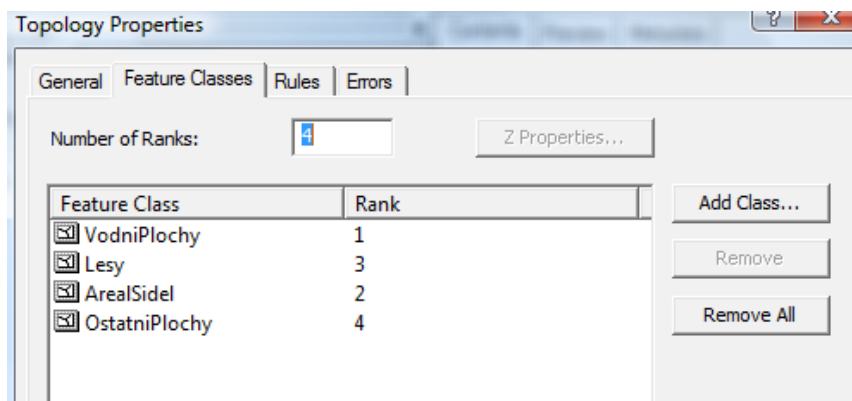 Topology Properties
General Feature Classes Rules Errors
Number of Ranks: 4 Z Properties...
Feature Class Rank Add Class...
VodniPlochy 1
Lesy 3 Remove
ArealSidel 2
OstatniPlochy 4 Remove All